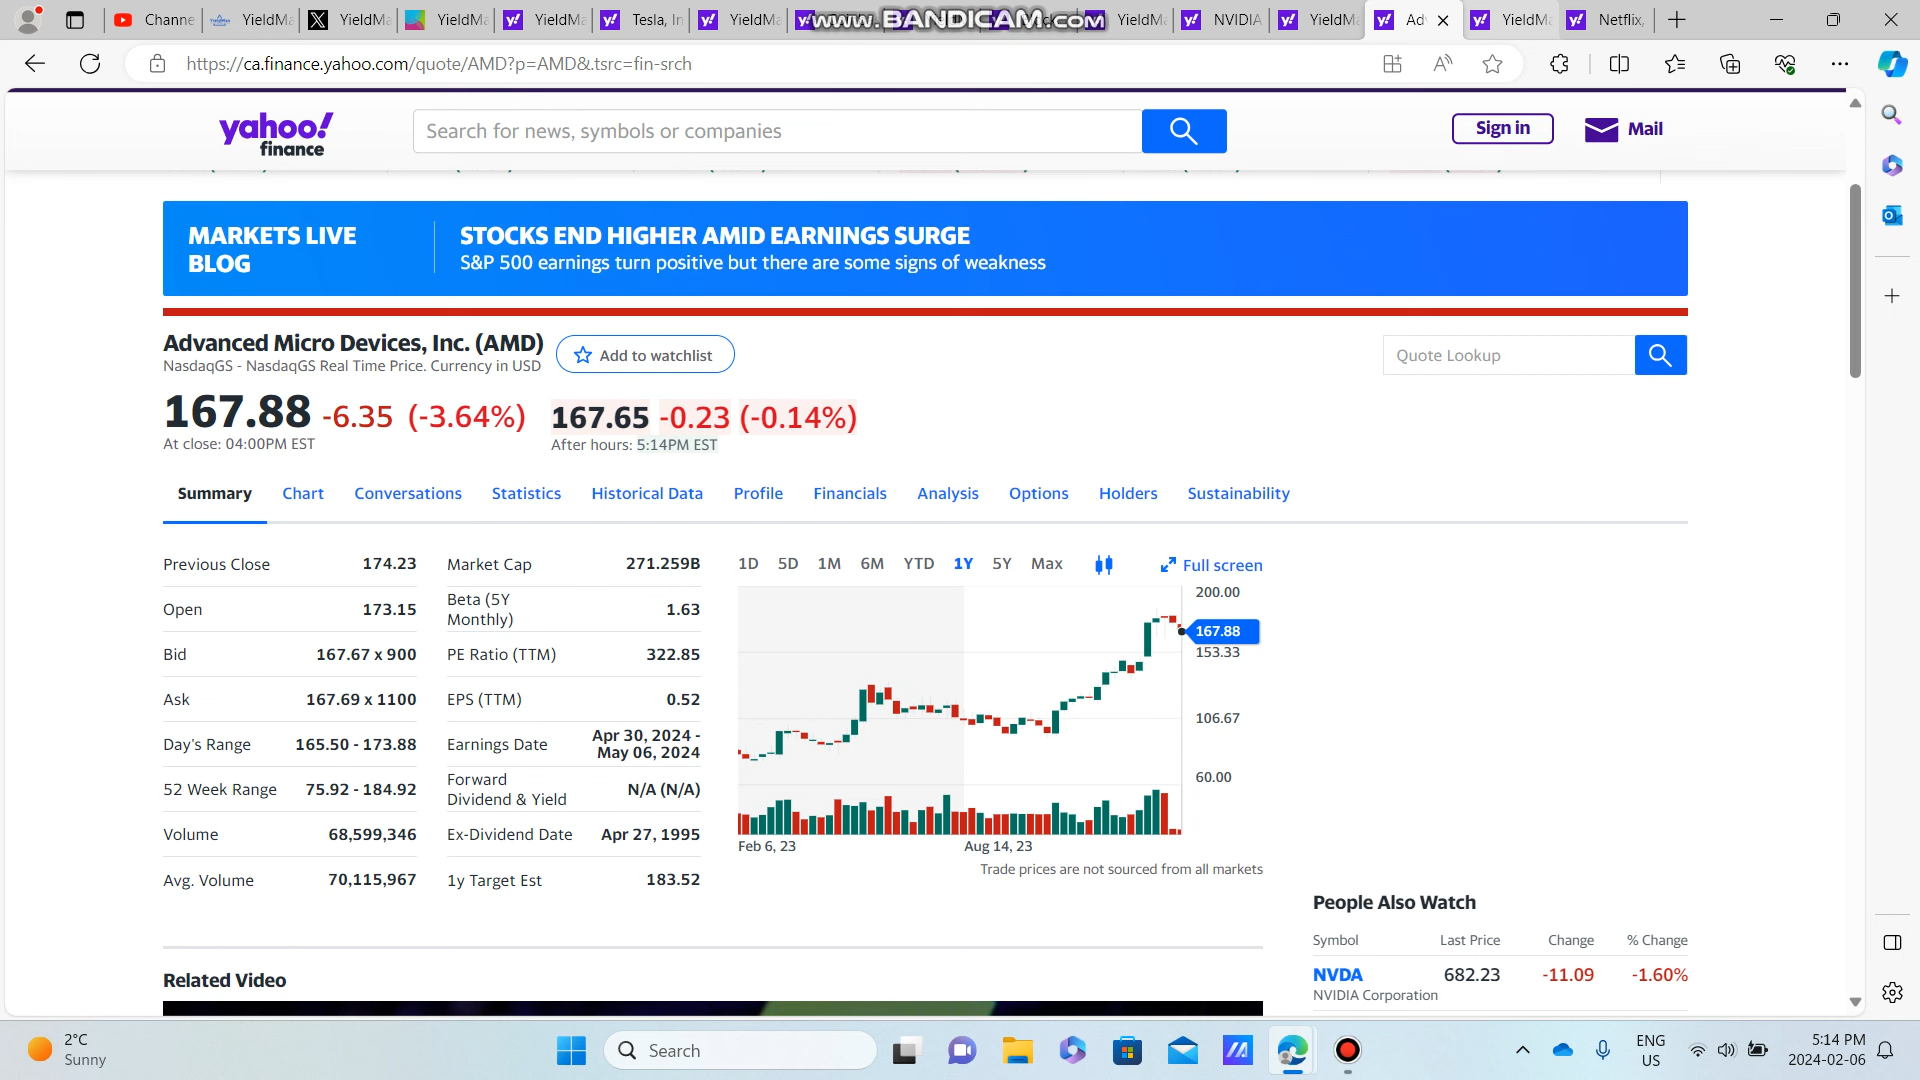 Channe
YieldMa
YieldMa
YieldMa
YieldMa
Tesla, In
YieldMa
www.BANDICAM.com
YieldMa
NVIDIA
YieldMa
Ad
YieldMa
Netflix,
https://ca.finance.yahoo.com/quote/AMD?p=AMD&.tsrc=fin-srch
yahoo!
finance
Search for news, symbols or companies
Sign in
Mail
MARKETS LIVE
BLOG
STOCKS END HIGHER AMID EARNINGS SURGE
S&P 500 earnings turn positive but there are some signs of weakness
Advanced Micro Devices, Inc. (AMD)
Add to watchlist
NasdaqGS - NasdaqGS Real Time Price. Currency in USD
Quote Lookup
167.88 -6.35 (-3.64%)
At close: 04:00PM EST
167.65 -0.23 (-0.14%)
After hours: 5:14PM EST
Summary Chart Conversations Statistics Historical Data Profile Financials Analysis Options Holders Sustainability
Previous Close 174.23
Open 173.15
Bid 167.67 x 900
Ask 167.69 x 1100
Day's Range 165.50 - 173.88
52 Week Range 75.92 - 184.92
Volume 68,599,346
Avg. Volume 70,115,967
Market Cap 271.259B
Beta (5Y
Monthly) 1.63
PE Ratio (TTM) 322.85
EPS (TTM) 0.52
Earnings Date Apr 30, 2024 -
May 06, 2024
Forward
Dividend & Yield N/A (N/A)
Ex-Dividend Date Apr 27, 1995
1y Target Est 183.52
1D 5D 1M 6M YTD 1Y 5Y Max
Full screen
200.00
167.88
153.33
106.67
60.00
Feb 6, 23
Aug 14, 23
Trade prices are not sourced from all markets
People Also Watch
Symbol Last Price Change % Change
NVDA 682.23 -11.09 -1.60%
NVIDIA Corporation
Related Video
2°C
Sunny
Search
ENG
US
5:14 PM
2024-02-06